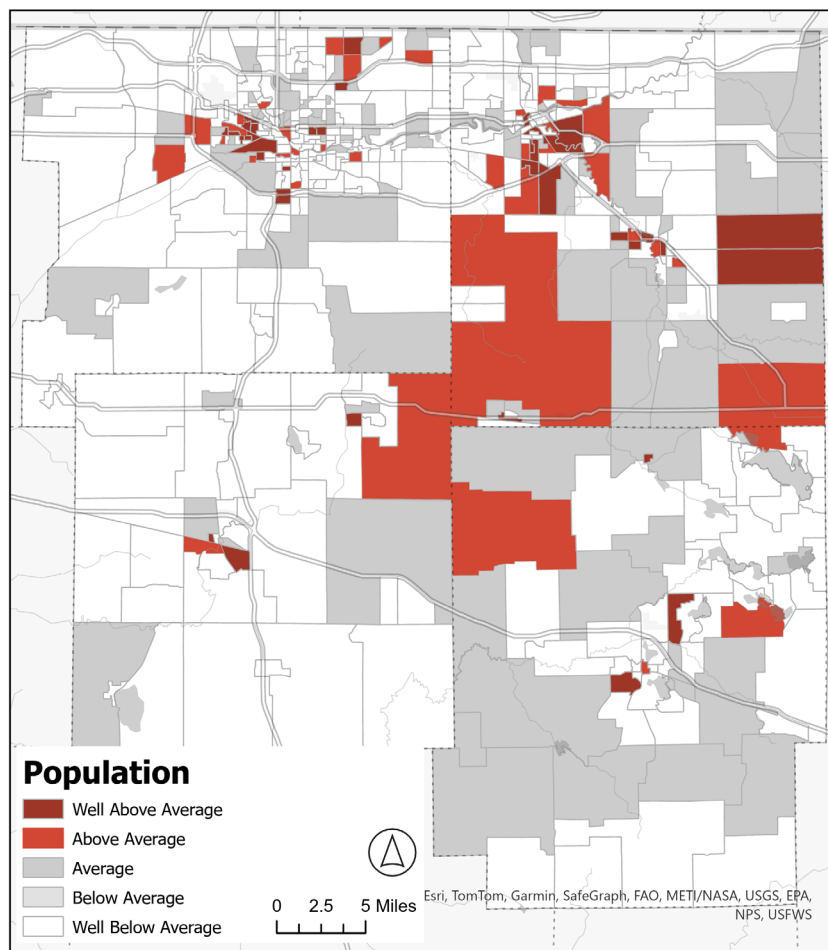 Population
Well Above Average
Above Average
Average
Below Average
Well Below Average
0 2.5 5 Miles
Esri, TomTom, Garmin, SafeGraph, FAO, METI/NASA, USGS, EPA,
NPS, USFWS